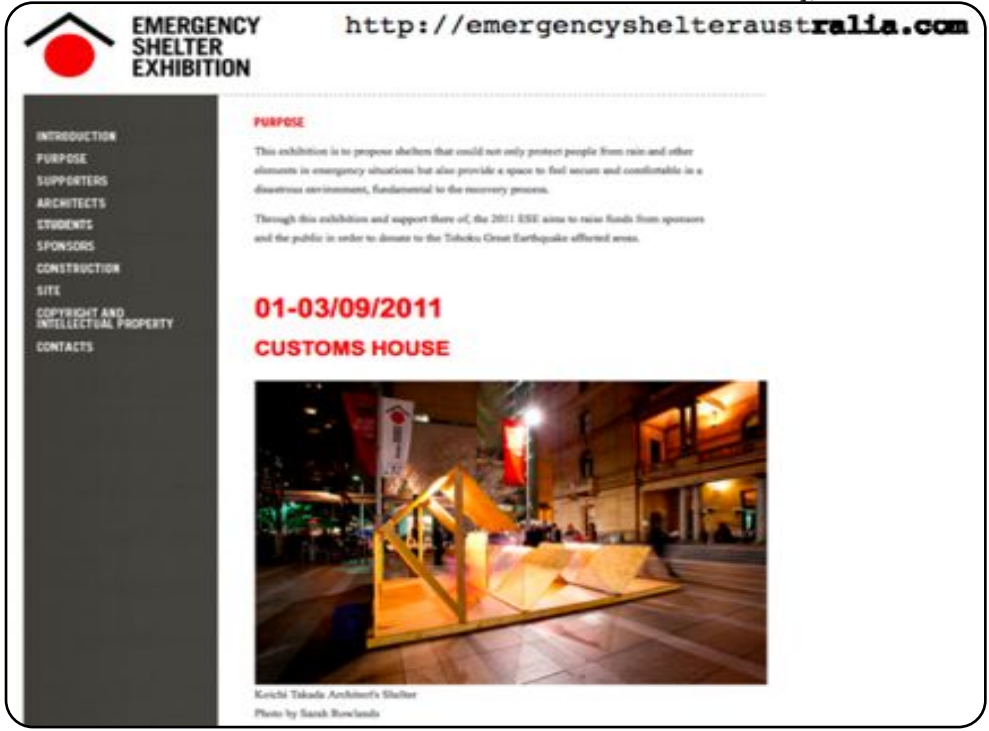 EMERGENCY
SHELTER
EXHIBITION
http://emergencyshelteraustralia.com
INTRODUCTION
PURPOSE
SUPPORTERS
ARCHITECTS
STUDENTS
SPONSORS
CONSTRUCTION
SITE
COPYRIGHT AND
INTELLECTUAL PROPERTY
CONTACTS
PURPOSE
This exhibition is to propose shelters that could not only protect people from rain and other
elements in emergency situations but also provide a space to feel secure and comfortable in a
disastrous environment, fundamental to the recovery process.
Through this exhibition and support there of, the 2011 ESE aims to raise funds from sponsors
and the public in order to donate to the Tohoku Great Earthquake affected areas.
01-03/09/2011
CUSTOMS HOUSE
Koichi Takada Architect's Shelter
Photo by Sarah Rowlands